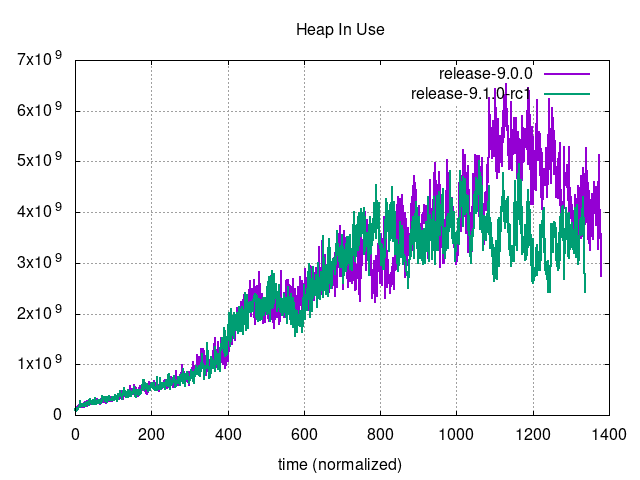 Heap In Use
release-9.0.0
release-9.1.0-rc1
7x10^9
6x10^9
5x10^9
4x10^9
3x10^9
2x10^9
1x10^9
0
0 200 400 600 800 1000 1200 1400
time (normalized)